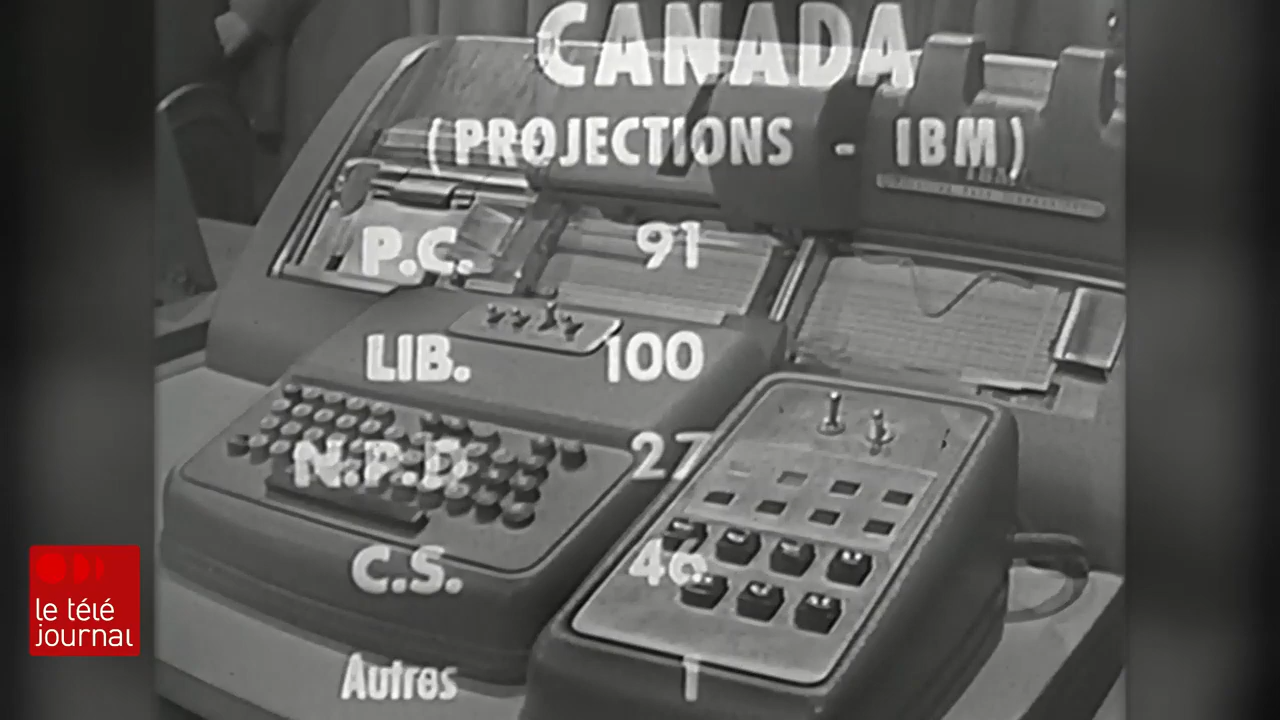 CANADA
(PROJECTIONS - IBM)
P.C. 91
LIB. 100
N.P.D. 27
C.S. 46
Autres 1
le télé
journal